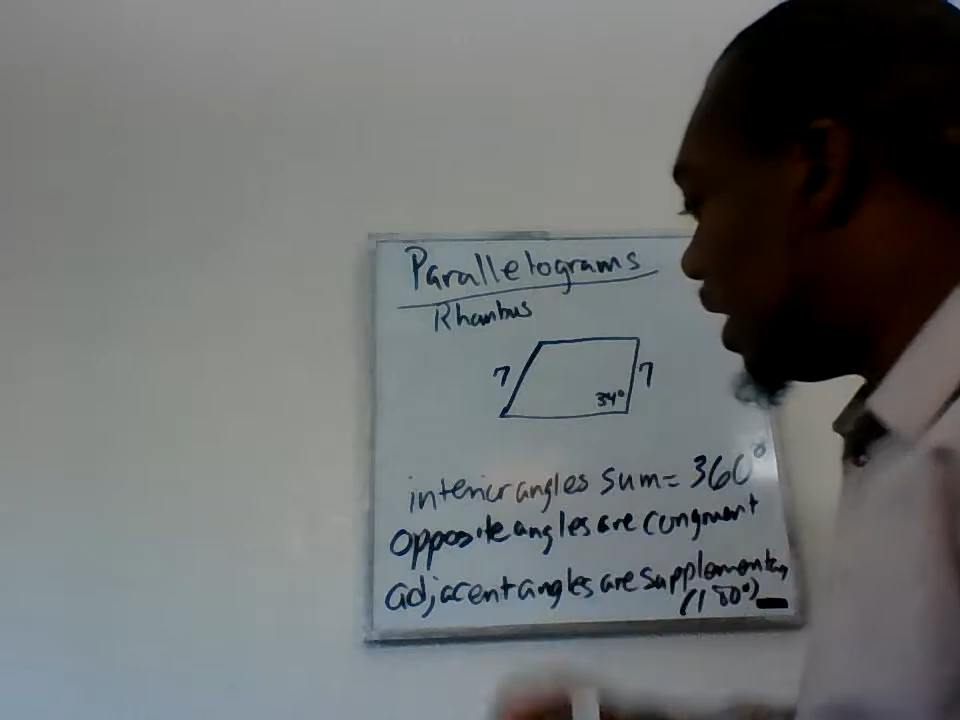 Parallelograms
Rhombus
7 7
34°
interior angles sum = 360°
opposite angles are congruent
adjacent angles are supplementary
(180°)